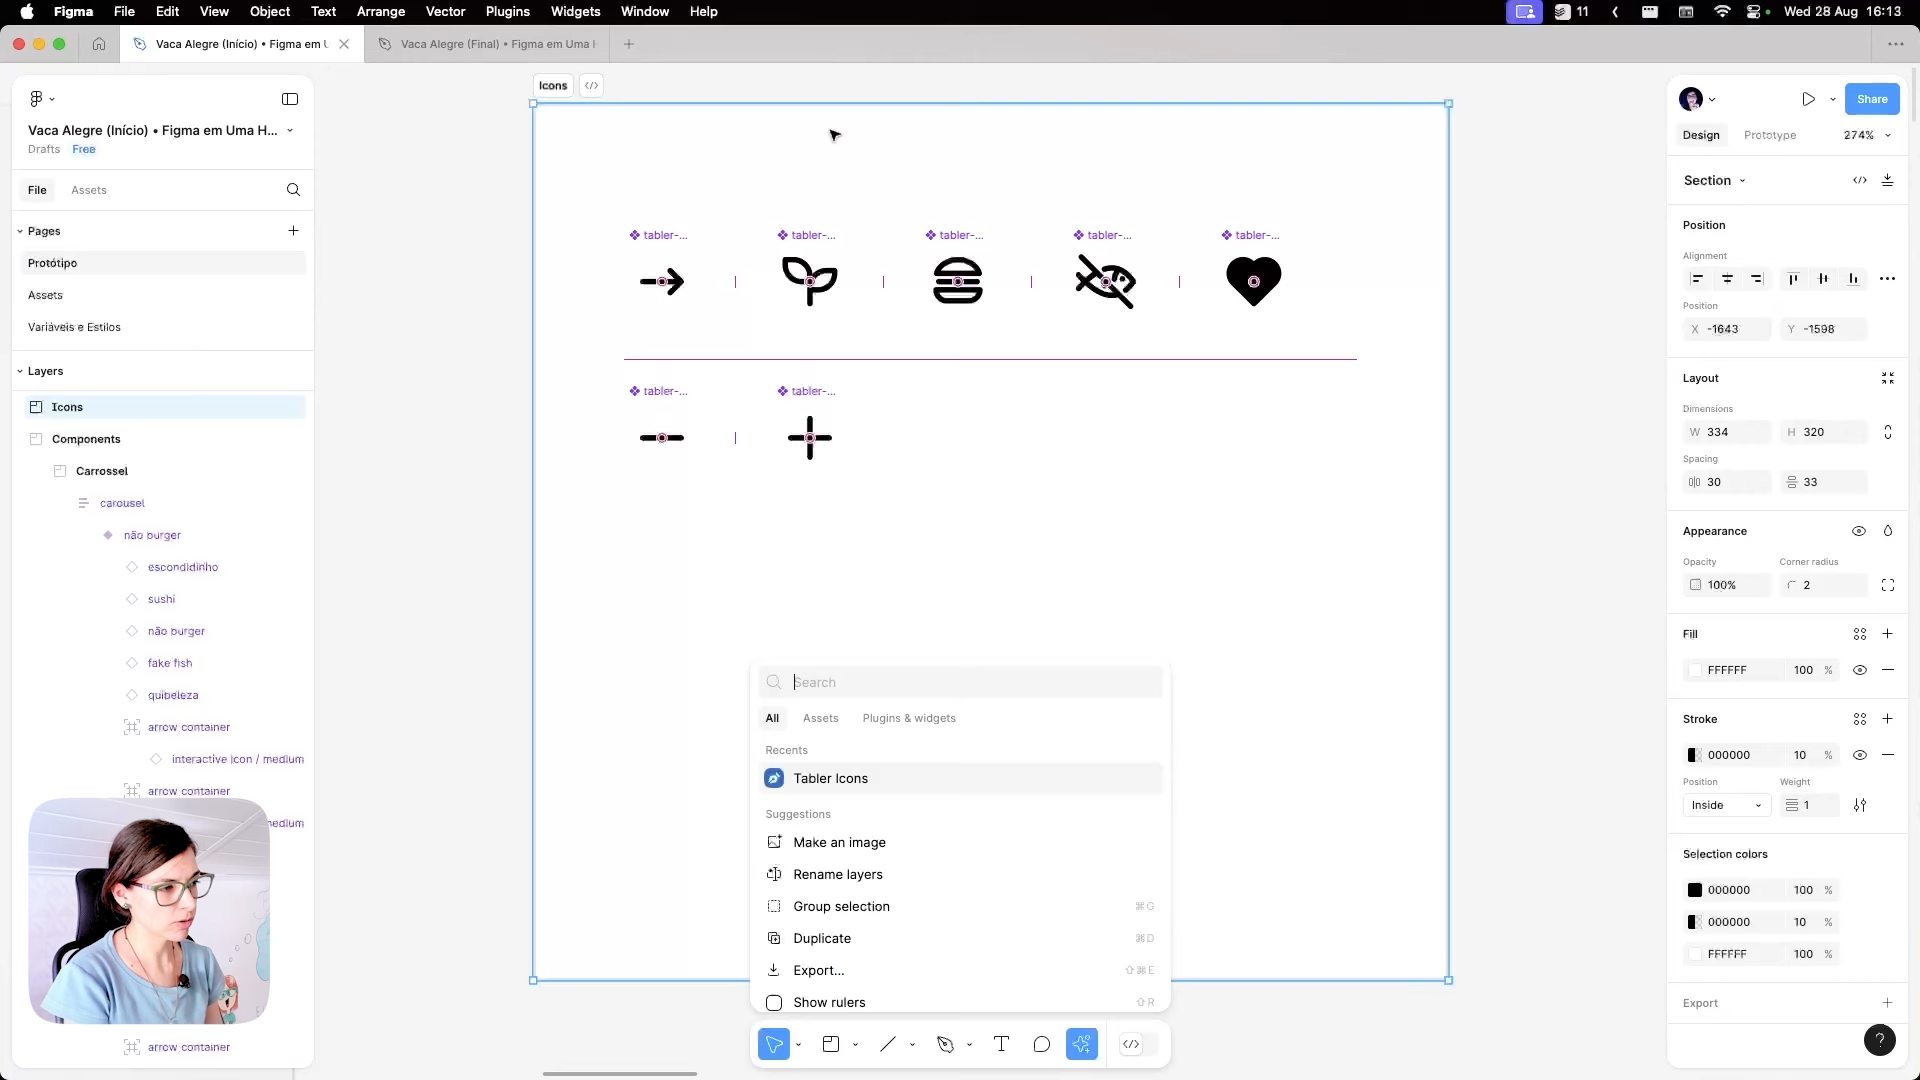 Figma File Edit View Object Text Arrange Vector Plugins Widgets Window Help
11 Wed 28 Aug 16:13
Vaca Alegre (Início) • Figma em U
Vaca Alegre (Final) • Figma em Uma H
Vaca Alegre (Início) • Figma em Uma H...
Drafts Free
File Assets
Pages
Protótipo
Assets
Variáveis e Estilos
Layers
Icons
Components
Carrossel
carousel
não burger
escondidinho
sushi
não burger
fake fish
quibeleza
arrow container
interactive icon / medium
arrow container
medium
arrow container
Icons
tabler-...
tabler-...
tabler-...
tabler-...
tabler-...
tabler-...
tabler-...
Search
All Assets Plugins & widgets
Recents
Tabler Icons
Suggestions
Make an image
Rename layers
Group selection ⌘G
Duplicate ⌘D
Export... ⇧⌘E
Show rulers ⇧R
Share
Design Prototype 274%
Section
Position
Alignment
Position
X -1643 Y -1598
Layout
Dimensions
W 334 H 320
Spacing
30 33
Appearance
Opacity Corner radius
100% 2
Fill
FFFFFF 100 %
Stroke
000000 10 %
Position Weight
Inside 1
Selection colors
000000 100 %
000000 10 %
FFFFFF 100 %
Export
?